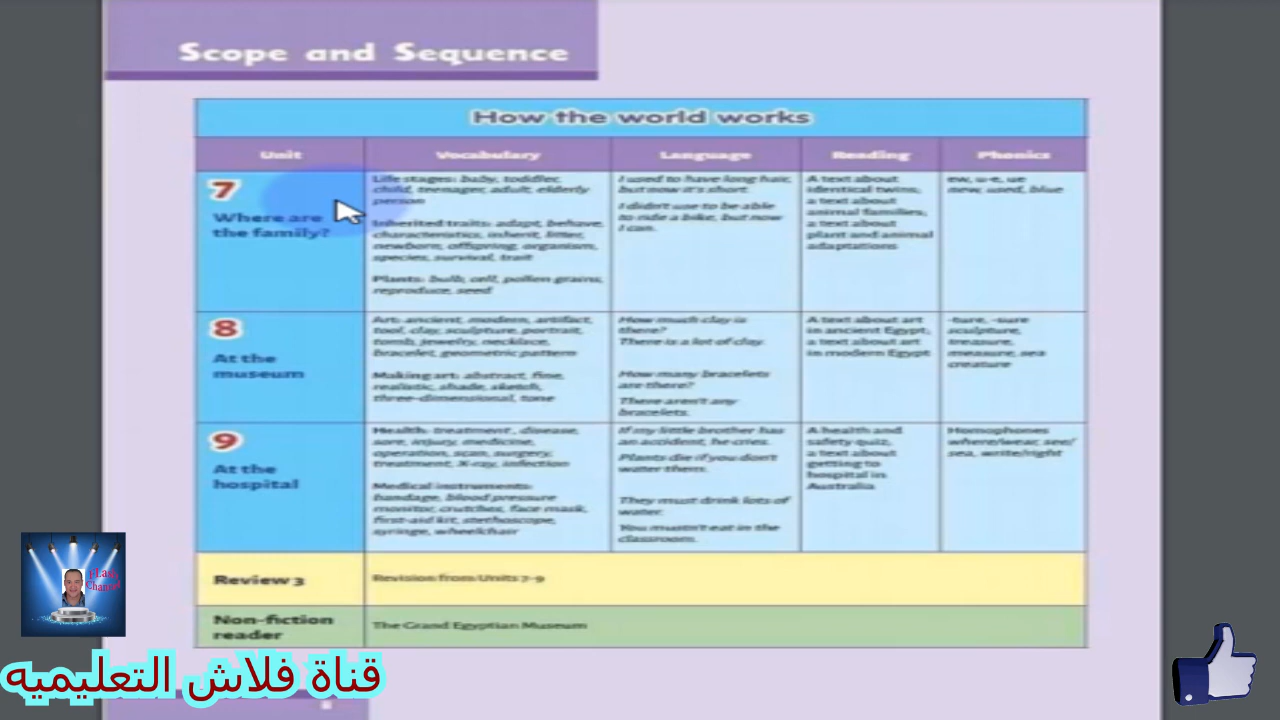 Scope and Sequence
How the world works
Unit
Vocabulary
Language
Reading
Phonics
7
Where are
the family?
Life stages: baby, toddler,
child, teenager, adult, elderly
person
Inherited traits: adapt, behave,
characteristics, inherit, litter,
newborn, offspring, organism,
species, survival, trait
Plants: bulb, cell, pollen grains,
reproduce, seed
I used to have long hair,
but now it's short.
I didn't use to be able
to ride a bike, but now
I can.
A text about
identical twins,
a text about
animal families,
a text about
plant and animal
adaptations
ew, u-e, ue
new, used, blue
8
At the
museum
Art: ancient, modern, artifact,
tool, clay, sculpture, portrait,
tomb, jewelry, necklace,
bracelet, geometric pattern
Making art: abstract, fine,
realistic, shade, sketch,
three-dimensional, tone
How much clay is
there?
There is a lot of clay.
How many bracelets
are there?
There aren't any
bracelets.
A text about art
in ancient Egypt,
a text about art
in modern Egypt
-ture, -sure
sculpture,
treasure,
measure, sea
creature
9
At the
hospital
Health: treatment, disease,
sore, injury, medicine,
operation, scan, surgery,
treatment, X-ray, infection
Medical instruments:
bandage, blood pressure
monitor, crutches, face mask,
first-aid kit, stethoscope,
syringe, wheelchair
If my little brother has
an accident, he cries.
Plants die if you don't
water them.
They must drink lots of
water.
You mustn't eat in the
classroom.
A health and
safety quiz,
a text about
getting to
hospital in
Australia
Homophones
where/wear, see/
sea, write/right
Review 3
Revision from Units 7-9
Non-fiction
reader
The Grand Egyptian Museum
fLash
Channel
قناة فلاش التعليميه